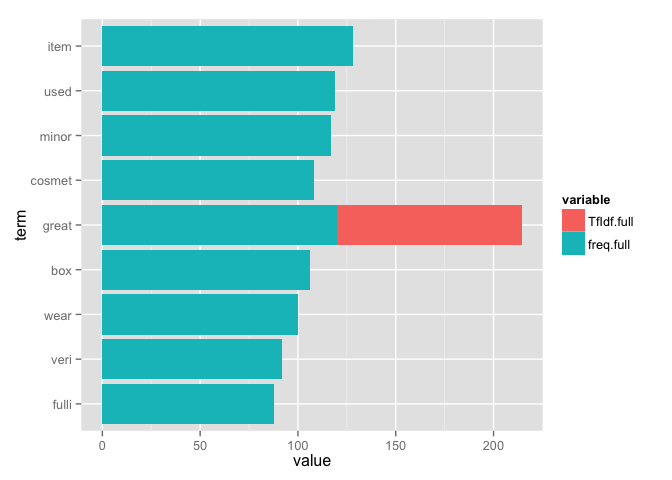 item
used
minor
cosmet
great
box
wear
veri
fulli
term
0 50 100 150 200
value
variable
TfIdf.full
freq.full